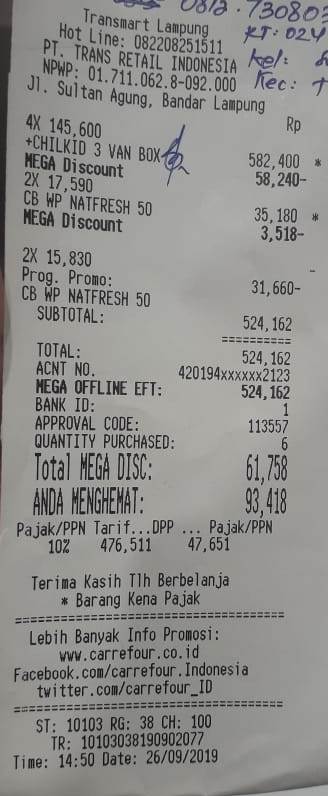 0812.73080
Transmart Lampung
RT:024
Hot Line: 082208251511
PT. TRANS RETAIL INDONESIA
Kel:
NPWP: 01.711.062.8-092.000
Kec:
Jl. Sultan Agung, Bandar Lampung
Rp
4X 145,600
+CHILKID 3 VAN BOX 582,400 *
MEGA Discount 58,240-
2X 17,590
CB WP NATFRESH 50 35,180 *
MEGA Discount 3,518-
2X 15,830 -
Prog. Promo:
CB WP NATFRESH 50 31,660-
SUBTOTAL: 524,162
==========
TOTAL: 524,162
ACNT NO. 420194xxxxxx2123
MEGA OFFLINE EFT: 524,162
BANK ID: 1
APPROVAL CODE: 113557
QUANTITY PURCHASED: 6
Total MEGA DISC: 61,758
ANDA MENGHEMAT: 93,418
Pajak/PPN Tarif...DPP ... Pajak/PPN
10% 476,511 47,651
Terima Kasih Tlh Berbelanja
* Barang Kena Pajak
======================================
Lebih Banyak Info Promosi:
www.carrefour.co.id
Facebook.com/carrefour.Indonesia
twitter.com/carrefour_ID
======================================
ST: 10103 RG: 38 CH: 100
TR: 10103038190902077
Time: 14:50 Date: 26/09/2019